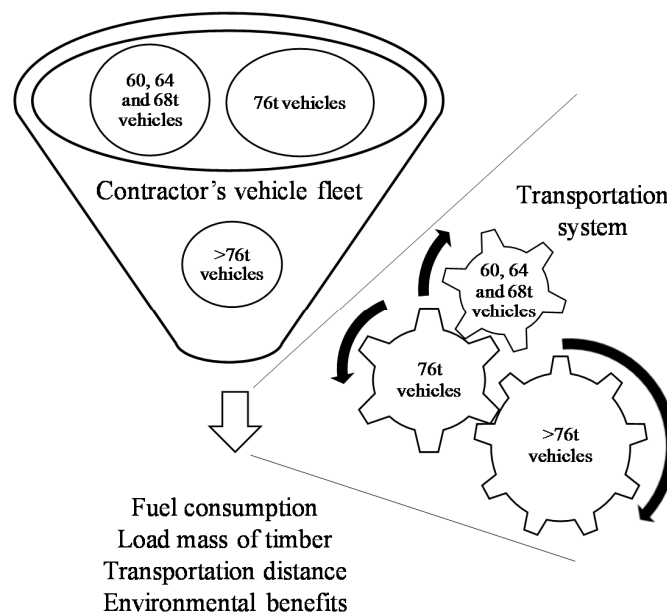 60, 64
and 68t
vehicles
76t vehicles
Contractor's vehicle fleet
>76t
vehicles
Transportation
system
60, 64
and 68t
vehicles
76t
vehicles
>76t
vehicles
Fuel consumption
Load mass of timber
Transportation distance
Environmental benefits